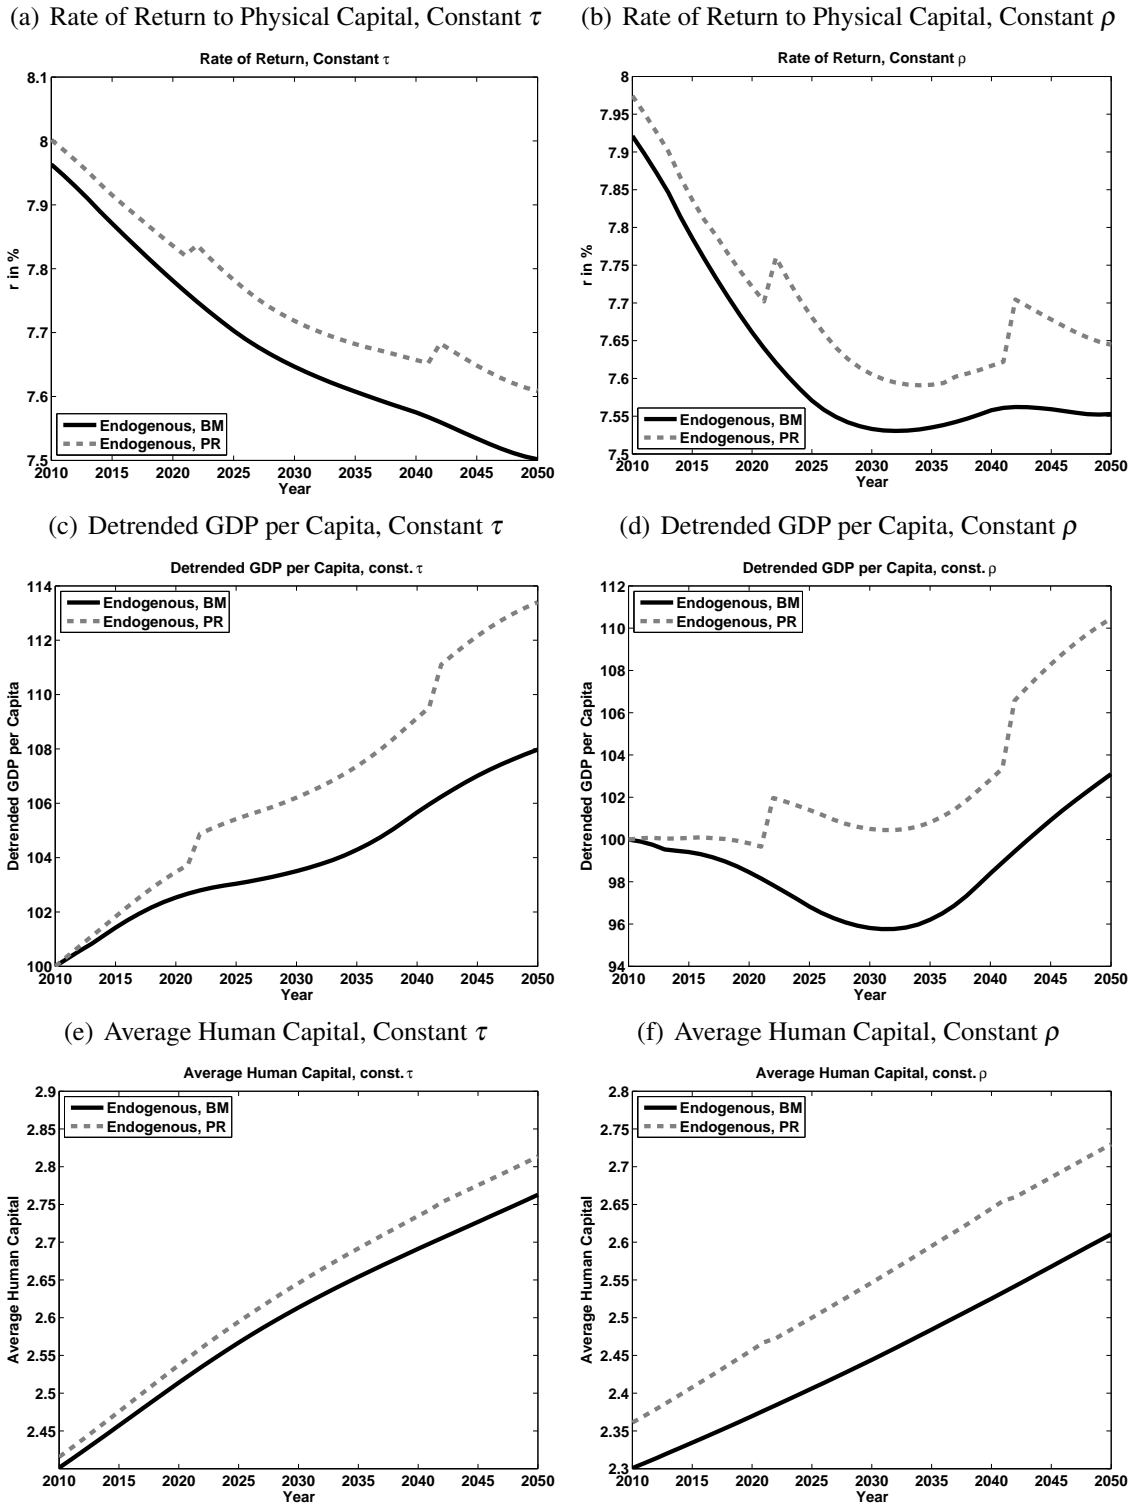 (a) Rate of Return to Physical Capital, Constant τ
Rate of Return, Constant τ
8.1
8
7.9
7.8
7.7
7.6
7.5
r in %
Endogenous, BM
Endogenous, PR
2010 2015 2020 2025 2030 2035 2040 2045 2050
Year
(b) Rate of Return to Physical Capital, Constant ρ
Rate of Return, Constant ρ
8
7.95
7.9
7.85
7.8
7.75
7.7
7.65
7.6
7.55
7.5
r in %
Endogenous, BM
Endogenous, PR
2010 2015 2020 2025 2030 2035 2040 2045 2050
Year
(c) Detrended GDP per Capita, Constant τ
Detrended GDP per Capita, const. τ
114
112
110
108
106
104
102
100
Detrended GDP per Capita
Endogenous, BM
Endogenous, PR
2010 2015 2020 2025 2030 2035 2040 2045 2050
Year
(d) Detrended GDP per Capita, Constant ρ
Detrended GDP per Capita, const. ρ
112
110
108
106
104
102
100
98
96
94
Detrended GDP per Capita
Endogenous, BM
Endogenous, PR
2010 2015 2020 2025 2030 2035 2040 2045 2050
Year
(e) Average Human Capital, Constant τ
Average Human Capital, const. τ
2.9
2.85
2.8
2.75
2.7
2.65
2.6
2.55
2.5
2.45
Average Human Capital
Endogenous, BM
Endogenous, PR
2010 2015 2020 2025 2030 2035 2040 2045 2050
Year
(f) Average Human Capital, Constant ρ
Average Human Capital, const. ρ
2.8
2.75
2.7
2.65
2.6
2.55
2.5
2.45
2.4
2.35
2.3
Average Human Capital
Endogenous, BM
Endogenous, PR
2010 2015 2020 2025 2030 2035 2040 2045 2050
Year